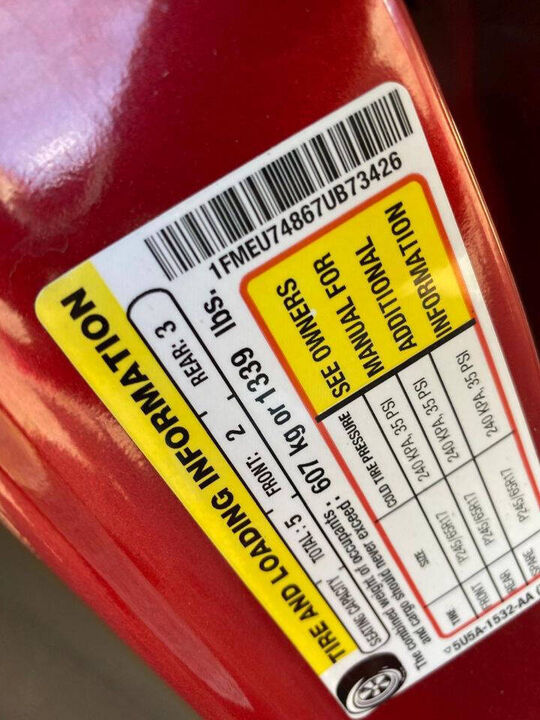 1FMEU74867UB73426
TIRE AND LOADING INFORMATION
SEATING CAPACITY TOTAL: 5 FRONT: 2 REAR: 3
The combined weight of occupants and cargo should never exceed: 607 kg or 1339 lbs.
TIRE SIZE COLD TIRE PRESSURE
FRONT P245/65R17 240 KPA, 35 PSI
REAR P245/65R17 240 KPA, 35 PSI
SPARE P245/65R17 240 KPA, 35 PSI
SEE OWNERS
MANUAL FOR
ADDITIONAL
INFORMATION
5U5A-1532-AA